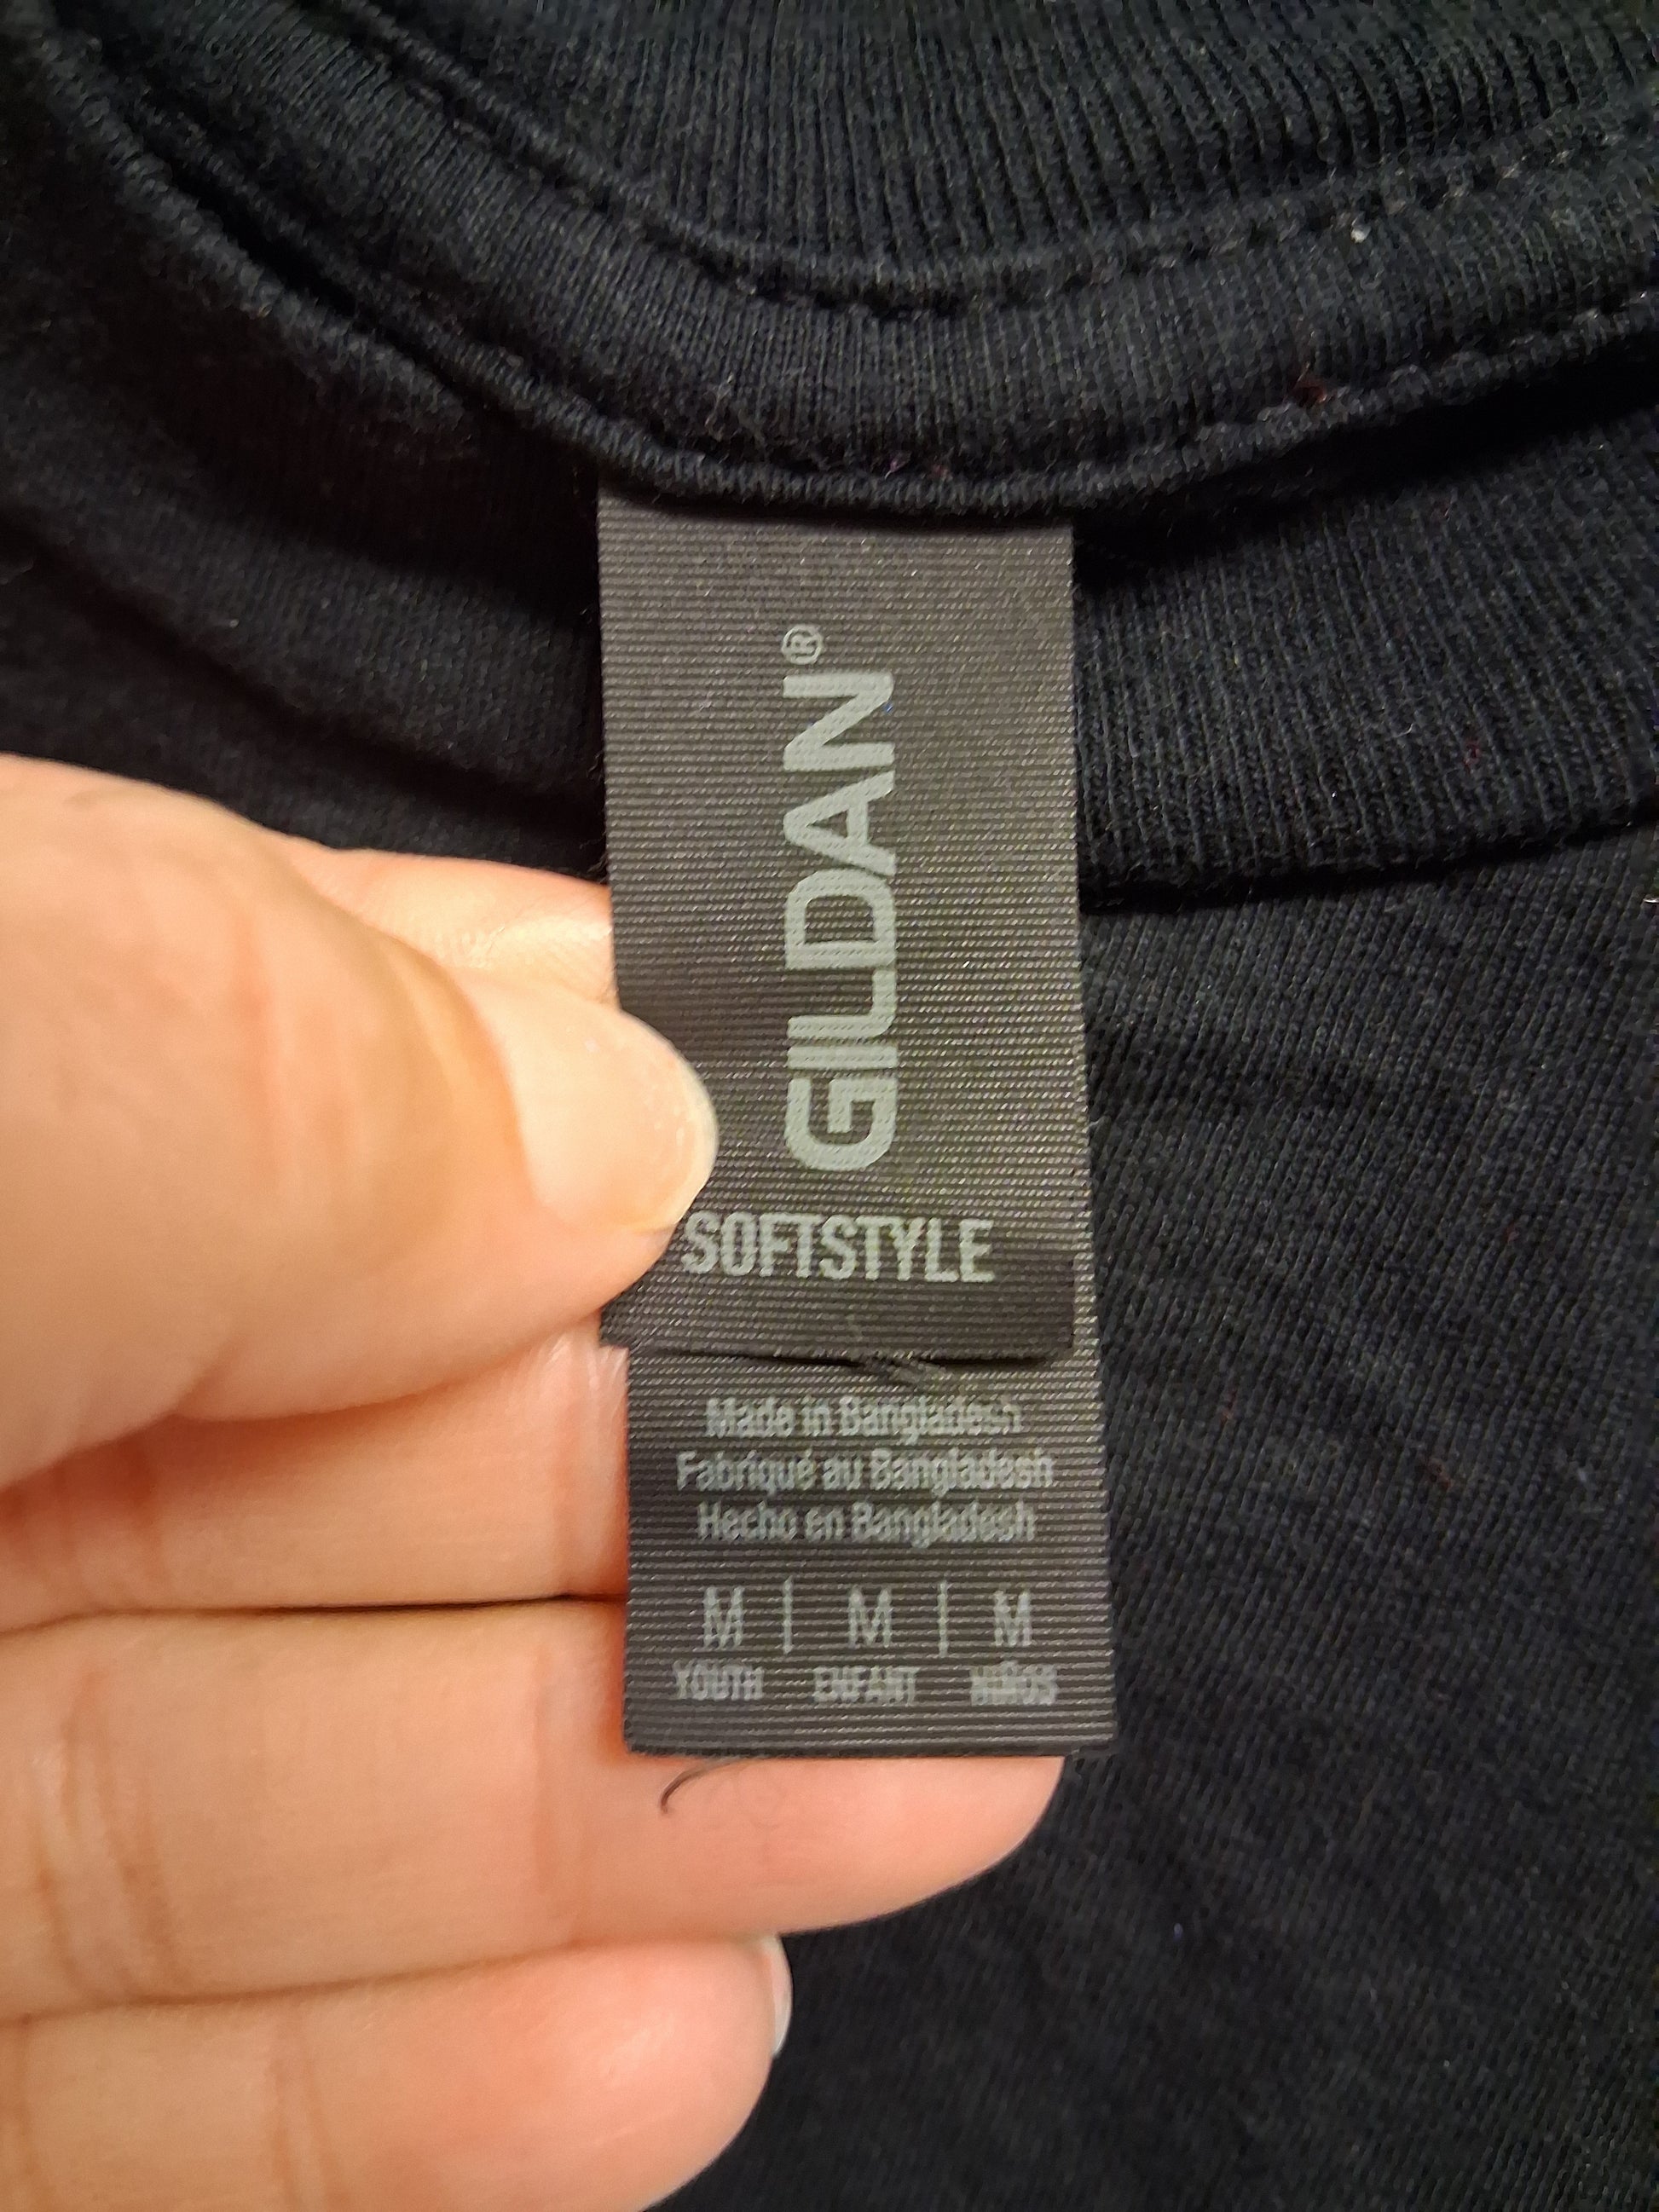 GILDAN®
SOFTSTYLE
Made in Bangladesh
Fabriqué au Bangladesh
Hecho en Bangladesh
M | M | M
YOUTH ENFANT NIÑOS